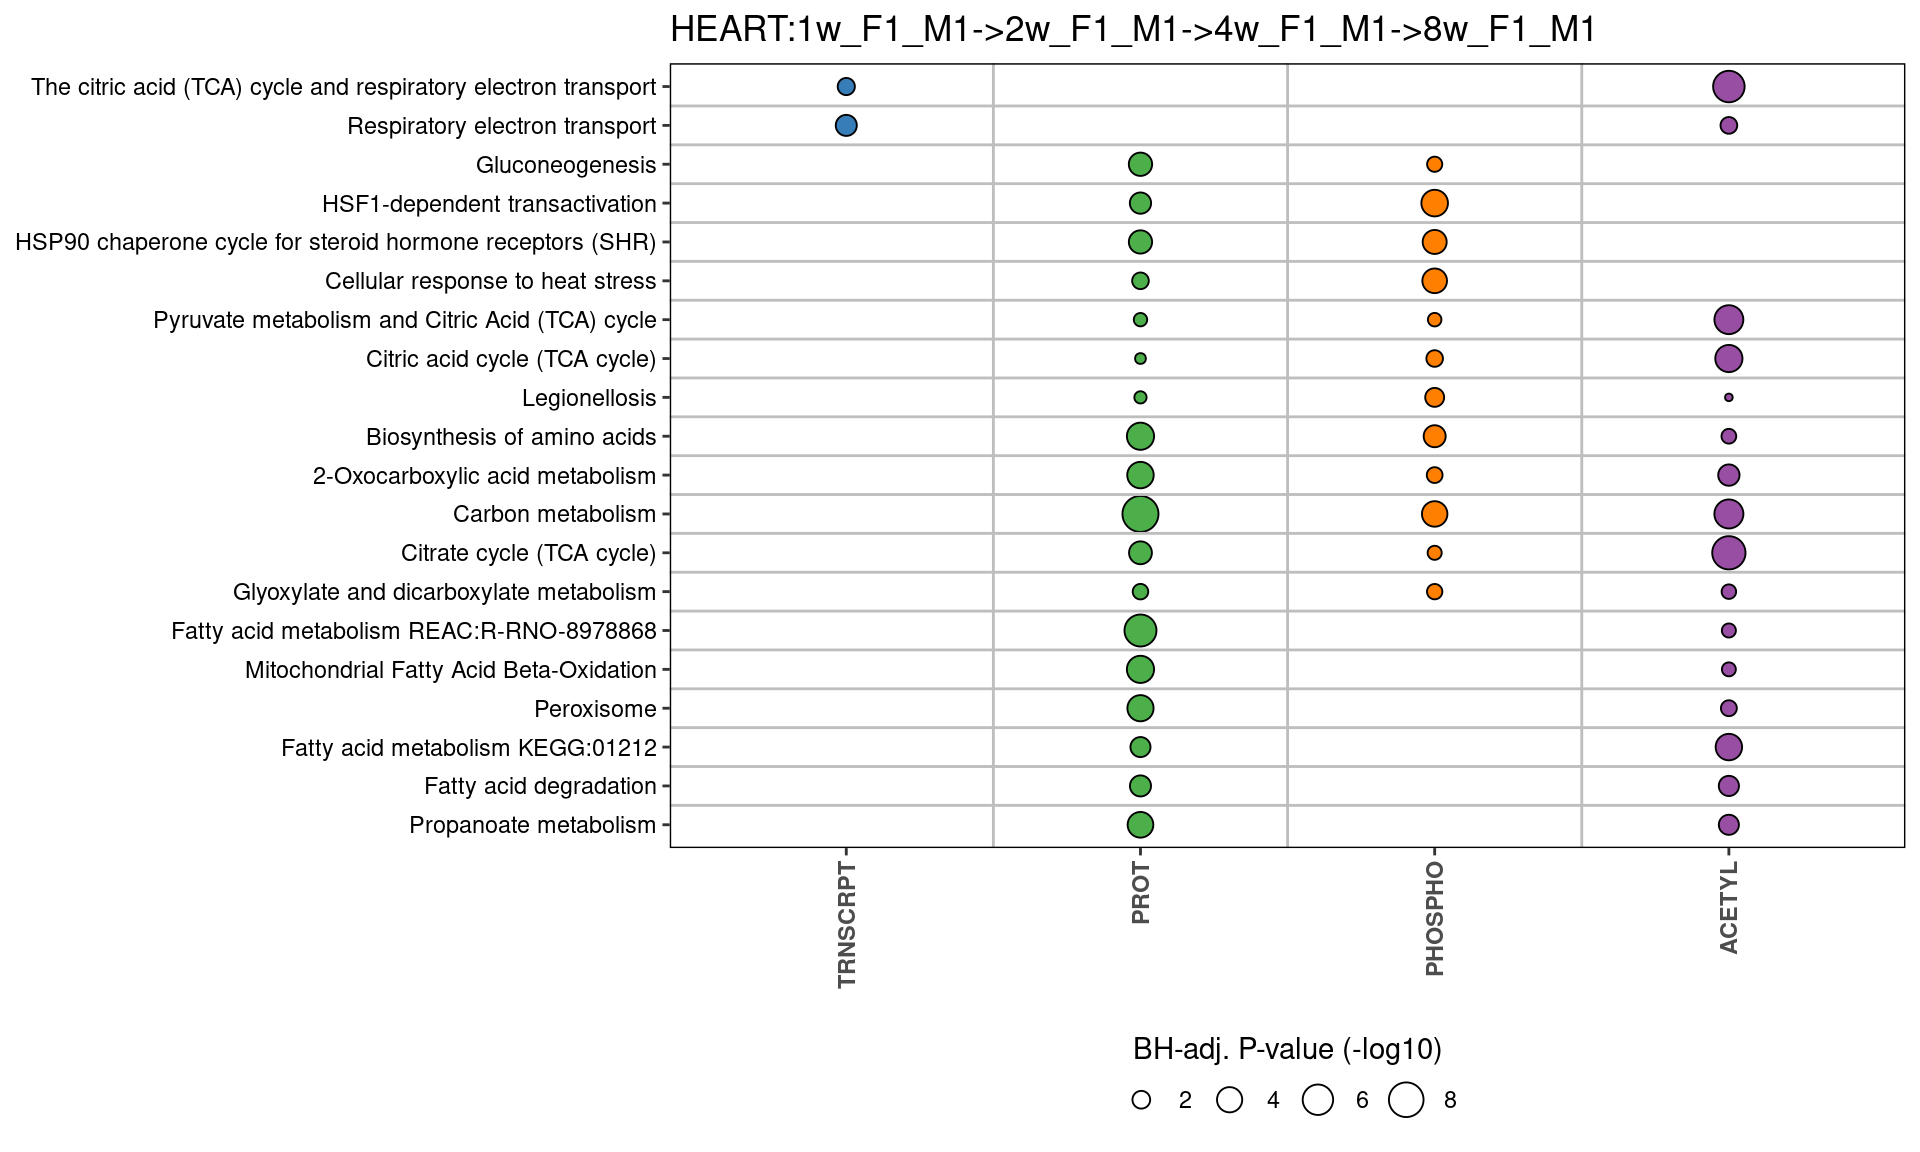 HEART:1w_F1_M1->2w_F1_M1->4w_F1_M1->8w_F1_M1
The citric acid (TCA) cycle and respiratory electron transport
Respiratory electron transport
Gluconeogenesis
HSF1-dependent transactivation
HSP90 chaperone cycle for steroid hormone receptors (SHR)
Cellular response to heat stress
Pyruvate metabolism and Citric Acid (TCA) cycle
Citric acid cycle (TCA cycle)
Legionellosis
Biosynthesis of amino acids
2-Oxocarboxylic acid metabolism
Carbon metabolism
Citrate cycle (TCA cycle)
Glyoxylate and dicarboxylate metabolism
Fatty acid metabolism REAC:R-RNO-8978868
Mitochondrial Fatty Acid Beta-Oxidation
Peroxisome
Fatty acid metabolism KEGG:01212
Fatty acid degradation
Propanoate metabolism
TRNSCRPT
PROT
PHOSPHO
ACETYL
BH-adj. P-value (-log10)
2 4 6 8